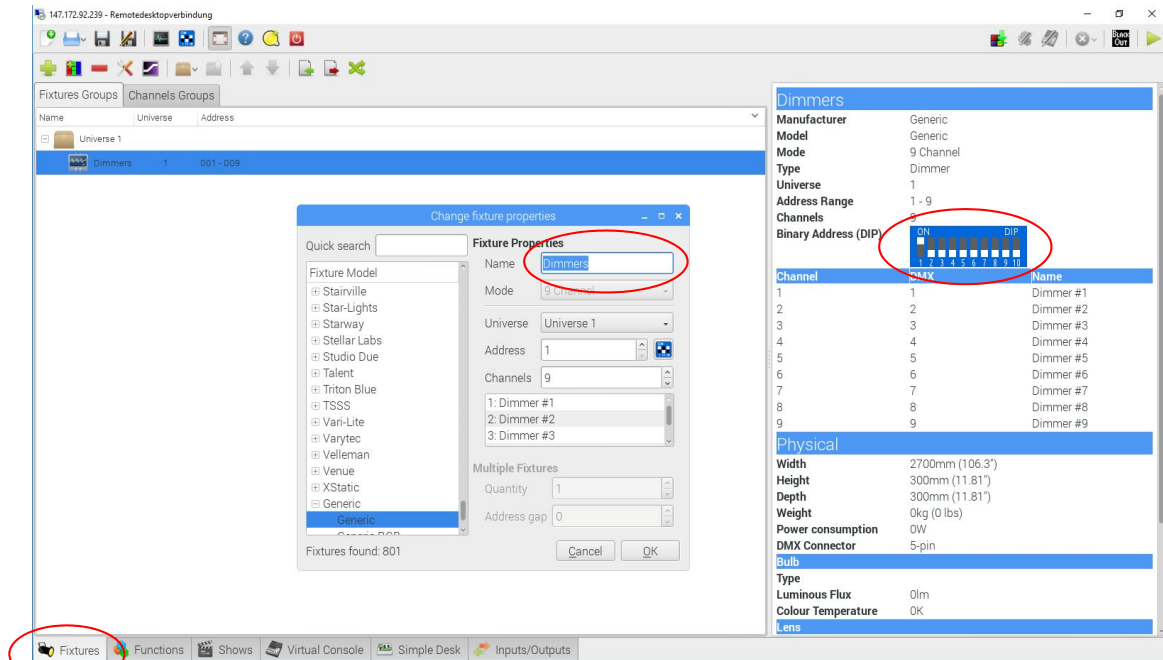 147.172.92.239 - Remotedesktopverbindung
BLACK
OUT
Fixtures Groups Channels Groups
Name Universe Address
Universe 1
Dimmers 1 001 - 009
Change fixture properties
Quick search
Fixture Model
Stairville
Star-Lights
Starway
Stellar Labs
Studio Due
Talent
Triton Blue
TSSS
Vari-Lite
Varytec
Velleman
Venue
XStatic
Generic
Generic
Generic RGB
Fixtures found: 801
Fixture Properties
Name Dimmers
Mode 9 Channel
Universe Universe 1
Address 1
Channels 9
1: Dimmer #1
2: Dimmer #2
3: Dimmer #3
Multiple Fixtures
Quantity 1
Address gap 0
Cancel OK
Dimmers
Manufacturer Generic
Model Generic
Mode 9 Channel
Type Dimmer
Universe 1
Address Range 1 - 9
Channels 9
Binary Address (DIP)
ON DIP
1 2 3 4 5 6 7 8 9 10
Channel DMX Name
1 1 Dimmer #1
2 2 Dimmer #2
3 3 Dimmer #3
4 4 Dimmer #4
5 5 Dimmer #5
6 6 Dimmer #6
7 7 Dimmer #7
8 8 Dimmer #8
9 9 Dimmer #9
Physical
Width 2700mm (106.3")
Height 300mm (11.81")
Depth 300mm (11.81")
Weight 0kg (0 lbs)
Power consumption 0W
DMX Connector 5-pin
Bulb
Type
Luminous Flux 0lm
Colour Temperature 0K
Lens
Fixtures Functions Shows Virtual Console Simple Desk Inputs/Outputs